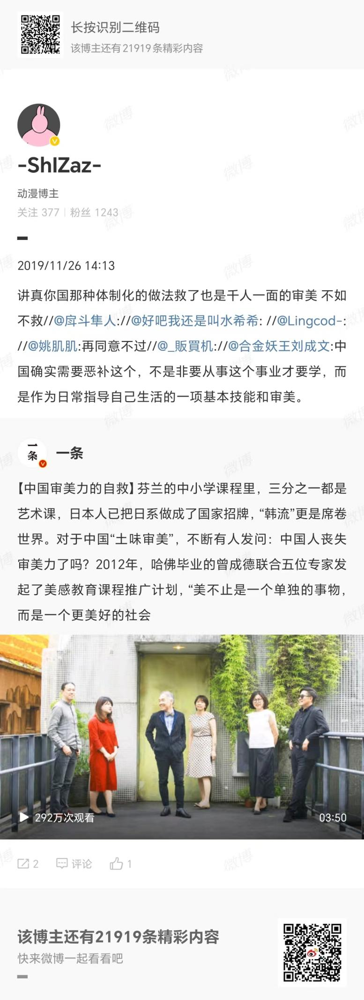 长按识别二维码
该博主还有21919条精彩内容
-ShIZaz-
动漫博主
关注 377 | 粉丝 1243
2019/11/26 14:13
讲真你国那种体制化的做法救了也是千人一面的审美 不如
不救//@戽斗隼人://@好吧我还是叫水希希: //@Lingcod-:
//@姚肌肌:再同意不过//@_販買机://@合金妖王刘成文:中
国确实需要恶补这个，不是非要从事这个事业才要学，而
是作为日常指导自己生活的一项基本技能和审美。
一条
一条
【中国审美力的自救】芬兰的中小学课程里，三分之一都是
艺术课，日本人已把日系做成了国家招牌，“韩流”更是席卷
世界。对于中国“土味审美”，不断有人发问：中国人丧失
审美力了吗？2012年，哈佛毕业的曾成德联合五位专家发
起了美感教育课程推广计划，“美不止是一个单独的事物，
而是一个更美好的社会
292万次观看 03:50
2 评论 1
该博主还有21919条精彩内容
快来微博一起看看吧